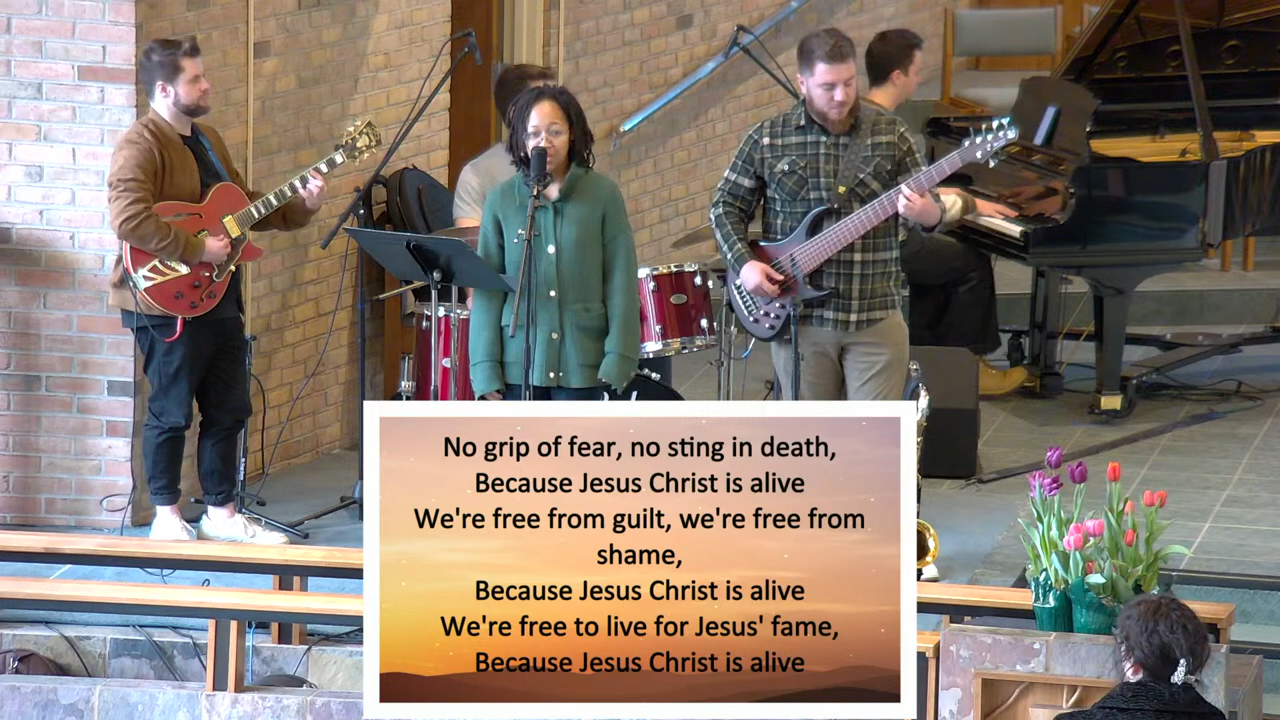 No grip of fear, no sting in death,
Because Jesus Christ is alive
We're free from guilt, we're free from
shame,
Because Jesus Christ is alive
We're free to live for Jesus' fame,
Because Jesus Christ is alive